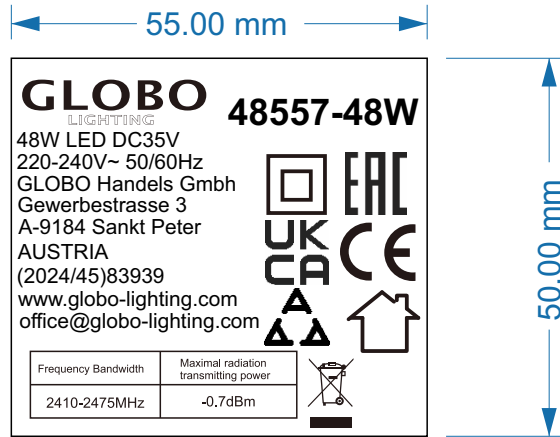 55.00 mm
GLOBO
LIGHTING
48557-48W
48W LED DC35V
220-240V~ 50/60Hz
GLOBO Handels Gmbh
Gewerbestrasse 3
A-9184 Sankt Peter
AUSTRIA
(2024/45)83939
www.globo-lighting.com
office@globo-lighting.com
EAC
UK
CA
CE
Frequency Bandwidth
Maximal radiation
transmitting power
2410-2475MHz
-0.7dBm
50.00 mm